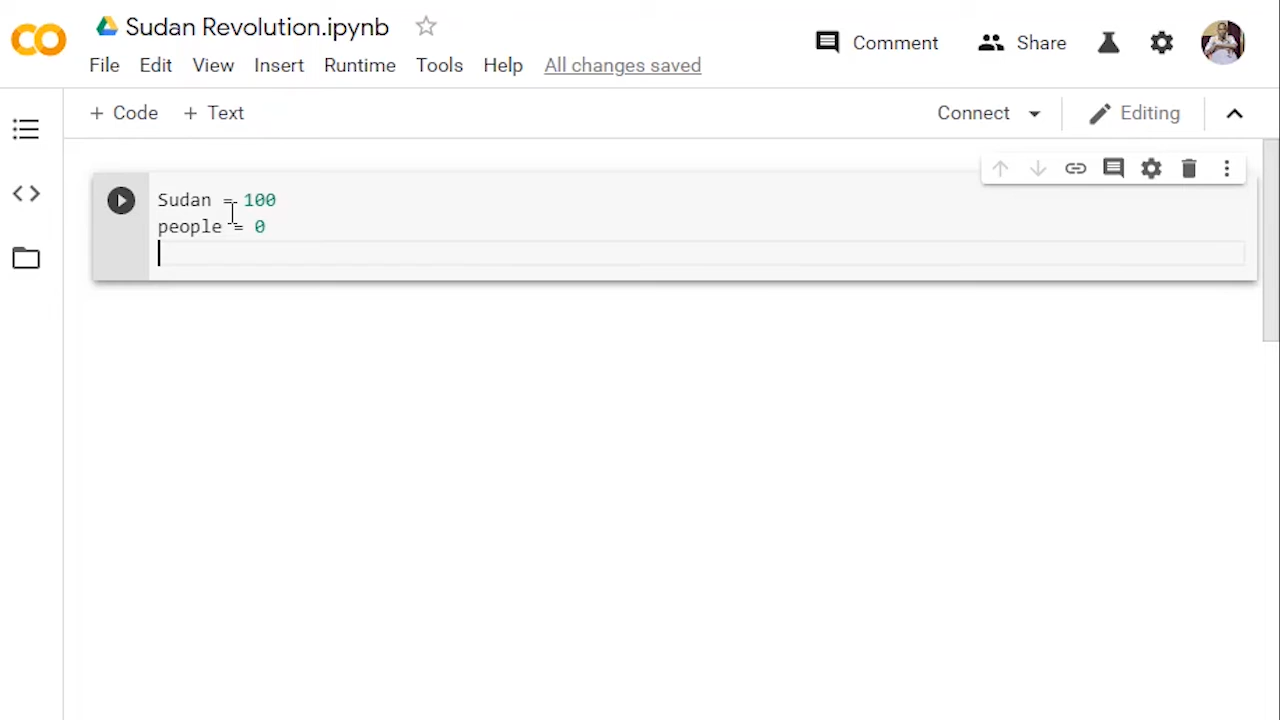 Sudan Revolution.ipynb
Comment Share
File Edit View Insert Runtime Tools Help All changes saved
+ Code + Text Connect Editing
Sudan = 100
people = 0